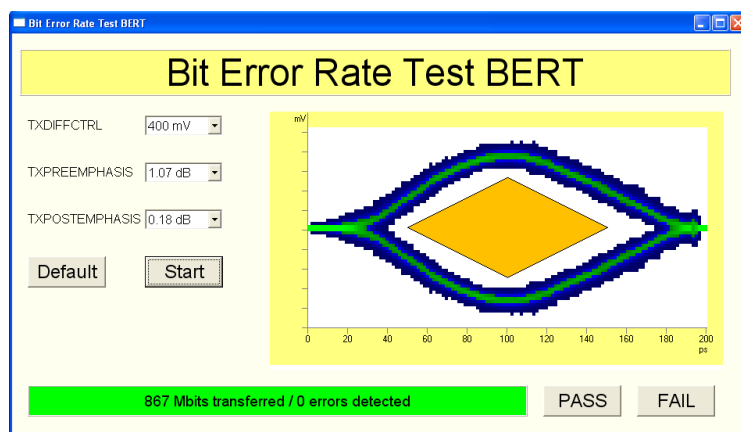 Bit Error Rate Test BERT
Bit Error Rate Test BERT
TXDIFFCTRL 400 mV
TXPREEMPHASIS 1.07 dB
TXPOSTEMPHASIS 0.18 dB
Default Start
mV
0 20 40 60 80 100 120 140 160 180 200
ps
867 Mbits transferred / 0 errors detected
PASS FAIL